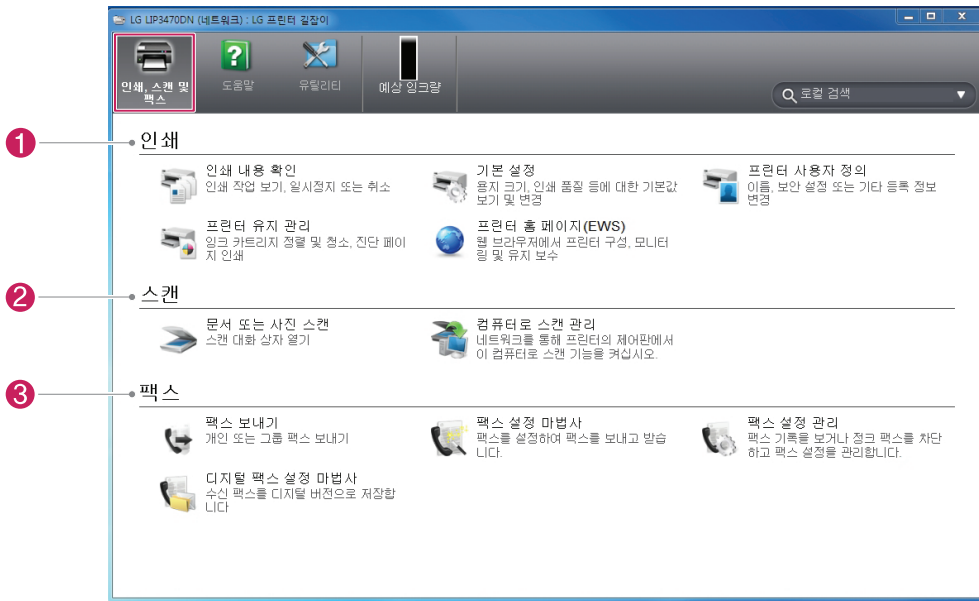 LG LIP3470DN (네트워크) : LG 프린터 길잡이
인쇄, 스캔 및
팩스
도움말
유틸리티
예상 잉크량
로컬 검색
1
인쇄
인쇄 내용 확인
인쇄 작업 보기, 일시정지 또는 취소
기본 설정
용지 크기, 인쇄 품질 등에 대한 기본값
보기 및 변경
프린터 사용자 정의
이름, 보안 설정 또는 기타 등록 정보
변경
프린터 유지 관리
잉크 카트리지 정렬 및 청소, 진단 페이
지 인쇄
프린터 홈 페이지(EWS)
웹 브라우저에서 프린터 구성, 모니터
링 및 유지 보수
2
스캔
문서 또는 사진 스캔
스캔 대화 상자 열기
컴퓨터로 스캔 관리
네트워크를 통해 프린터의 제어판에서
이 컴퓨터로 스캔 기능을 켜십시오.
3
팩스
팩스 보내기
개인 또는 그룹 팩스 보내기
팩스 설정 마법사
팩스를 설정하여 팩스를 보내고 받습
니다.
팩스 설정 관리
팩스 기록을 보거나 정크 팩스를 차단
하고 팩스 설정을 관리합니다.
디지털 팩스 설정 마법사
수신 팩스를 디지털 버전으로 저장합
니다